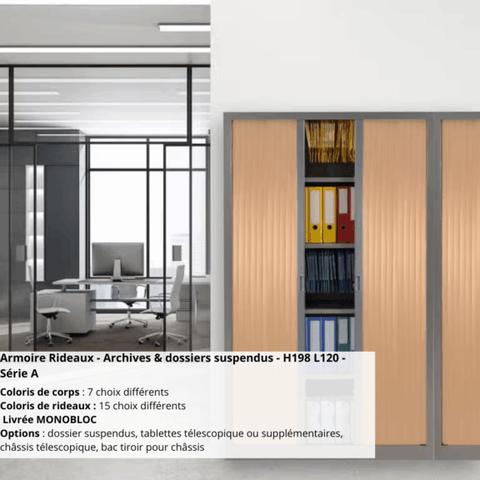 Armoire Rideaux - Archives & dossiers suspendus - H198 L120 -
Série A
Coloris de corps : 7 choix différents
Coloris de rideaux : 15 choix différents
Livrée MONOBLOC
Options : dossier suspendus, tablettes télescopique ou supplémentaires,
châssis télescopique, bac tiroir pour châssis